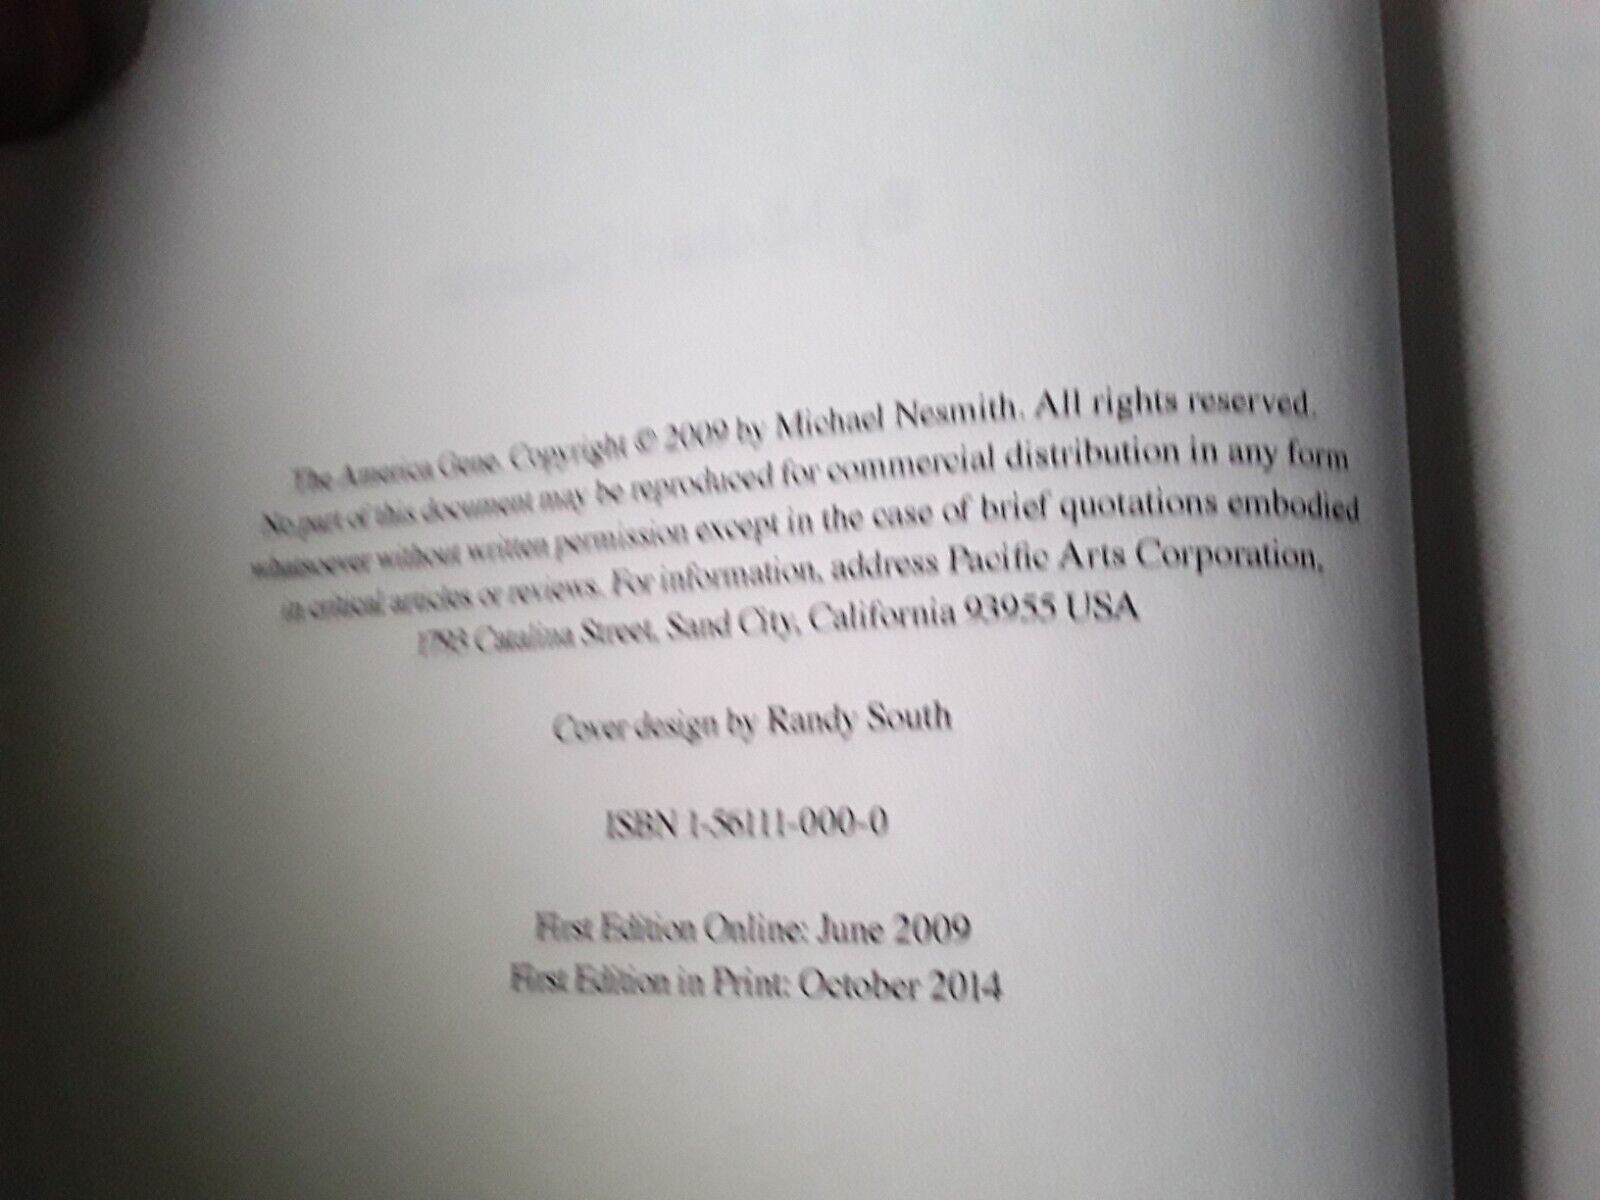 The America Gene. Copyright © 2009 by Michael Nesmith. All rights reserved.
No part of this document may be reproduced for commercial distribution in any form
whatsoever without written permission except in the case of brief quotations embodied
in critical articles or reviews. For information, address Pacific Arts Corporation,
1793 Catalina Street, Sand City, California 93955 USA
Cover design by Randy South
ISBN 1-56111-000-0
First Edition Online: June 2009
First Edition in Print: October 2014